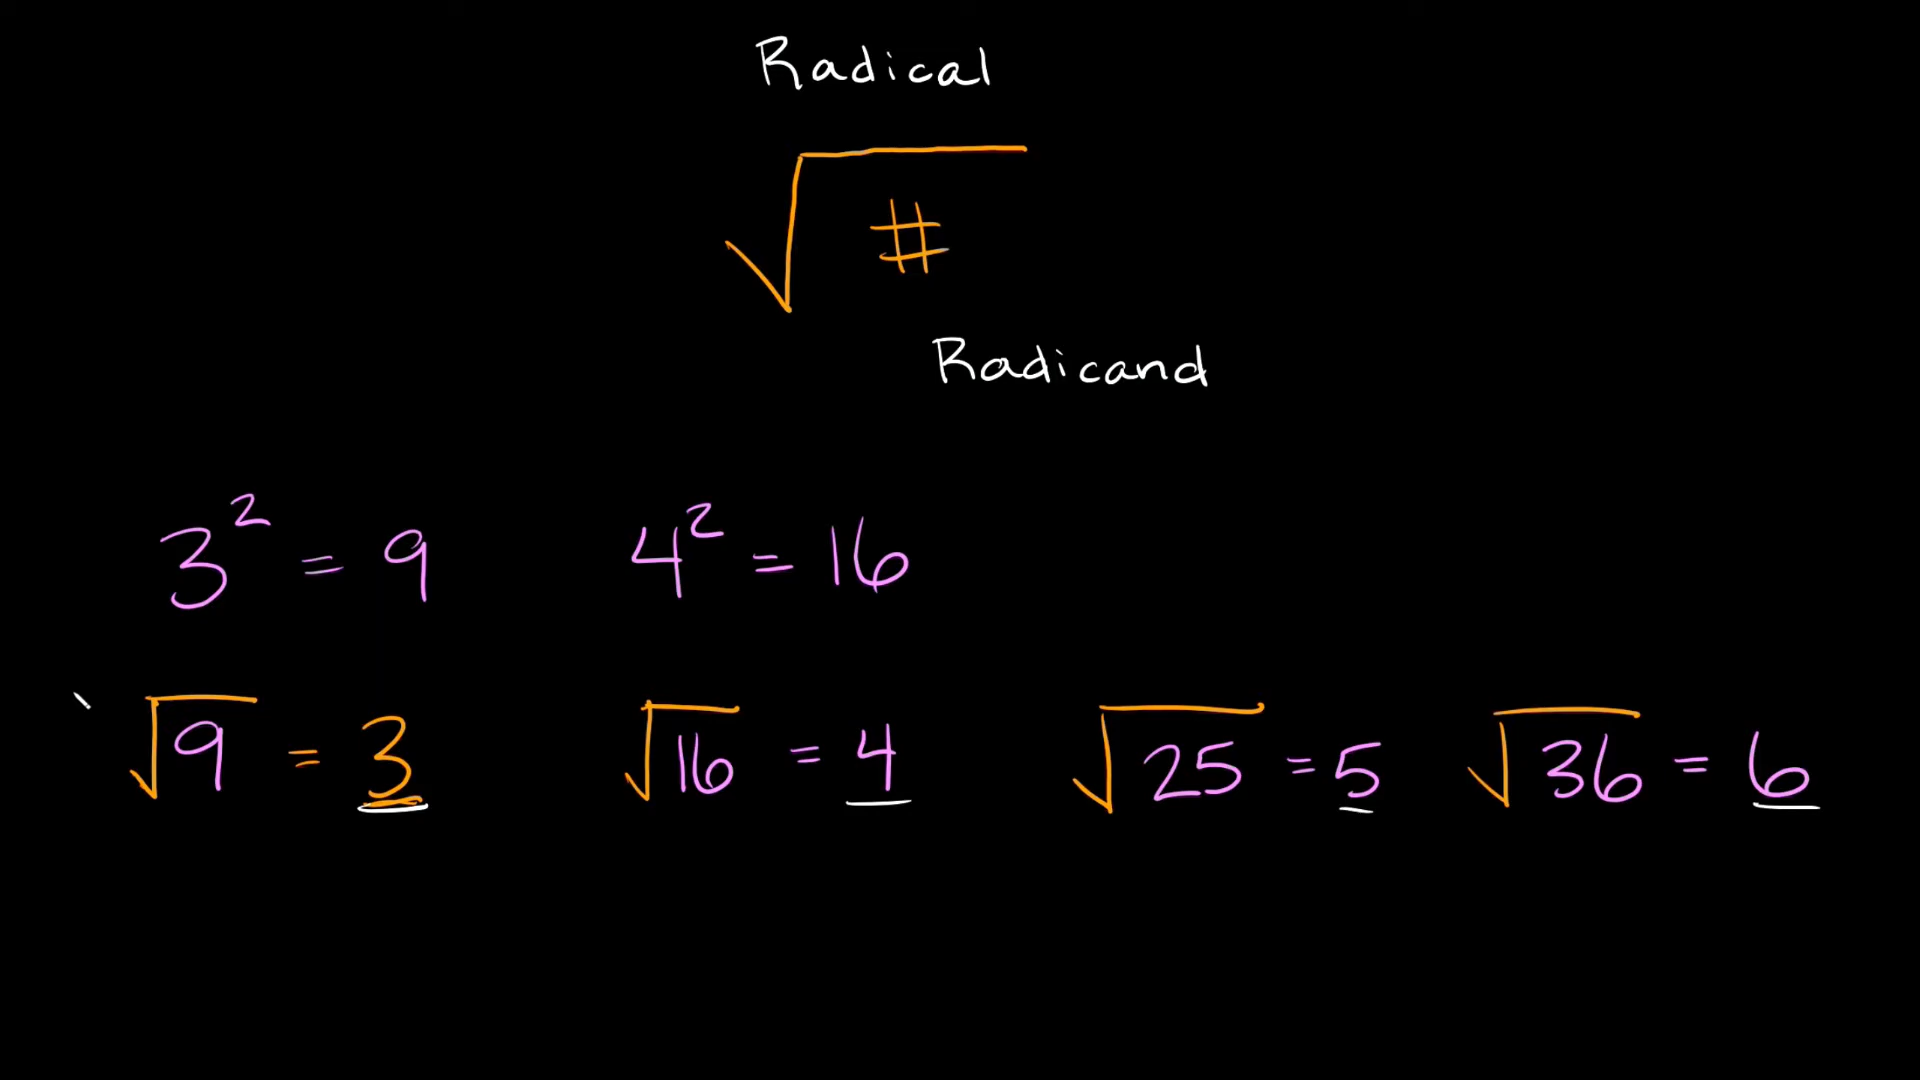 Radical
√#
Radicand
3² = 9 4² = 16
√9 = 3 √16 = 4 √25 = 5 √36 = 6